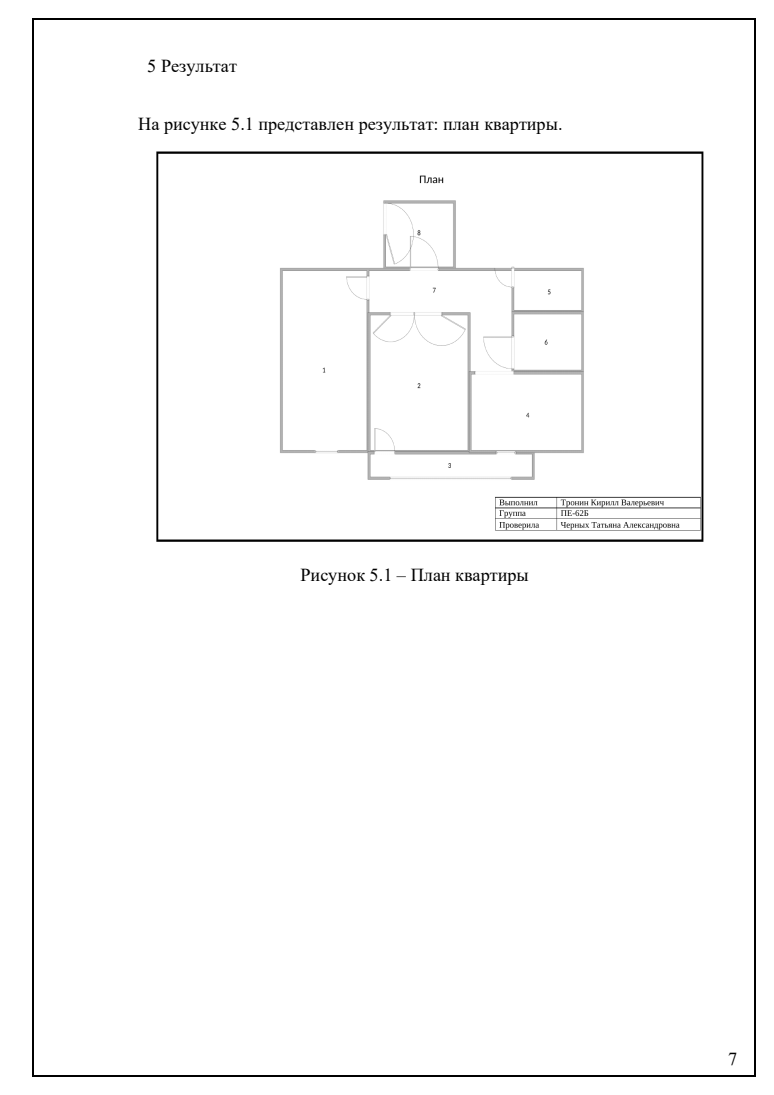 5 Результат
На рисунке 5.1 представлен результат: план квартиры.
План
8
7
5
6
1
2
4
3
Выполнил Тронин Кирилл Валерьевич
Группа ПЕ-62Б
Проверила Черных Татьяна Александровна
Рисунок 5.1 – План квартиры
7